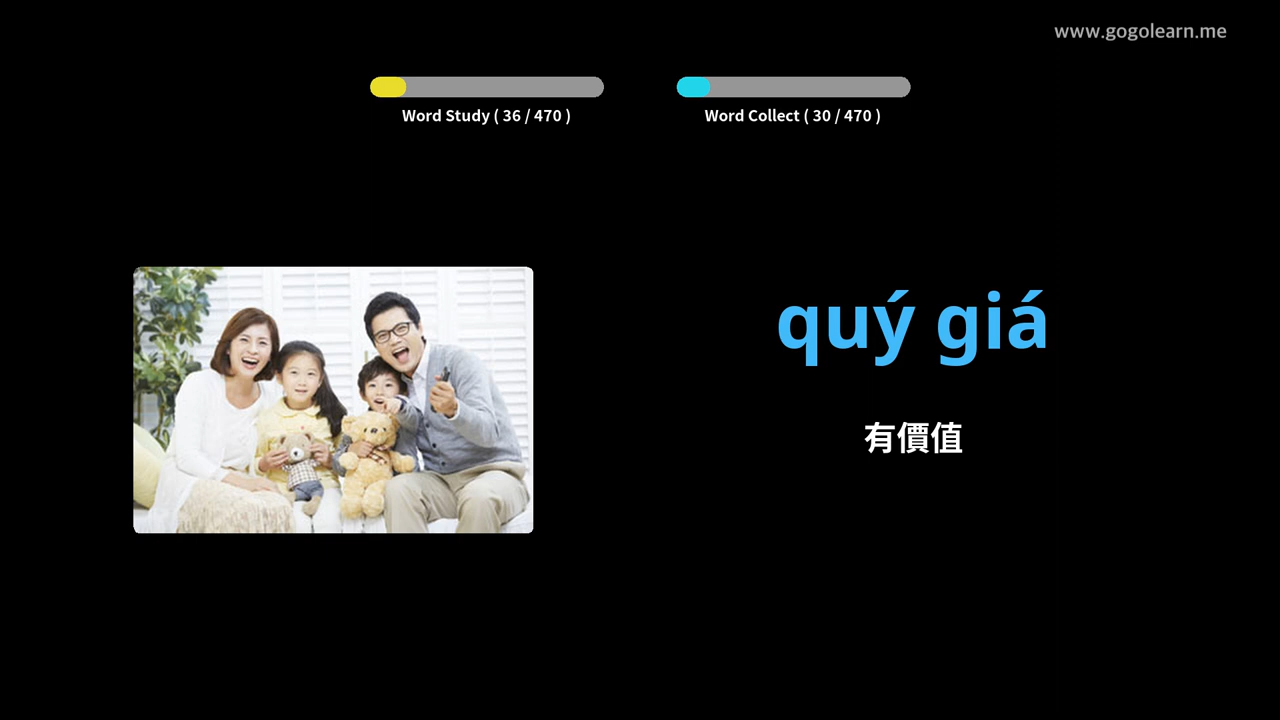 www.gogolearn.me
Word Study ( 36 / 470 )
Word Collect ( 30 / 470 )
quý giá
有價值